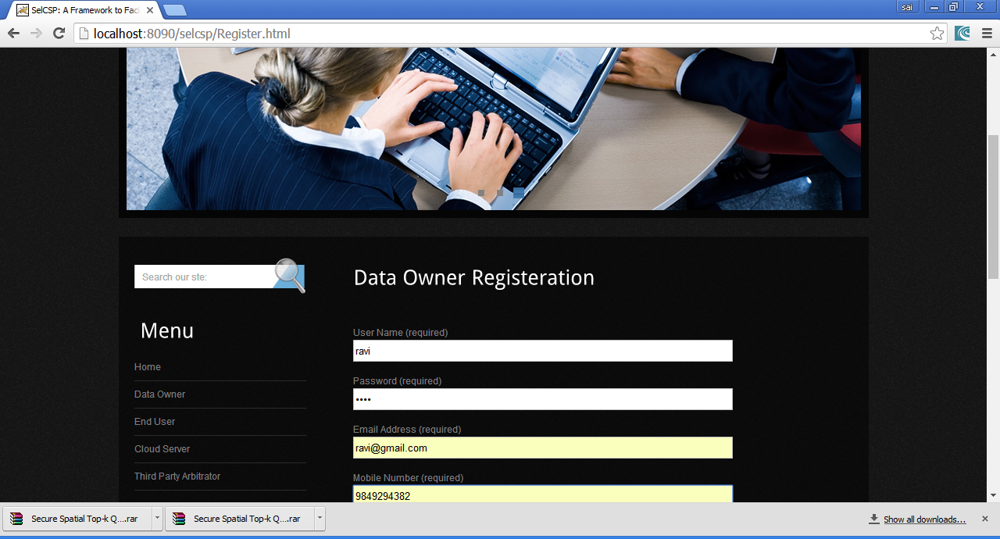 SelCSP: A Framework to Fac
sai
localhost:8090/selcsp/Register.html
Search our ste:
Data Owner Registeration
Menu
User Name (required)
ravi
Home
Password (required)
••••
Data Owner
End User
Email Address (required)
ravi@gmail.com
Cloud Server
Third Party Arbitrator
Mobile Number (required)
9849294382
Secure Spatial Top-k Q....rar
Secure Spatial Top-k Q....rar
Show all downloads...